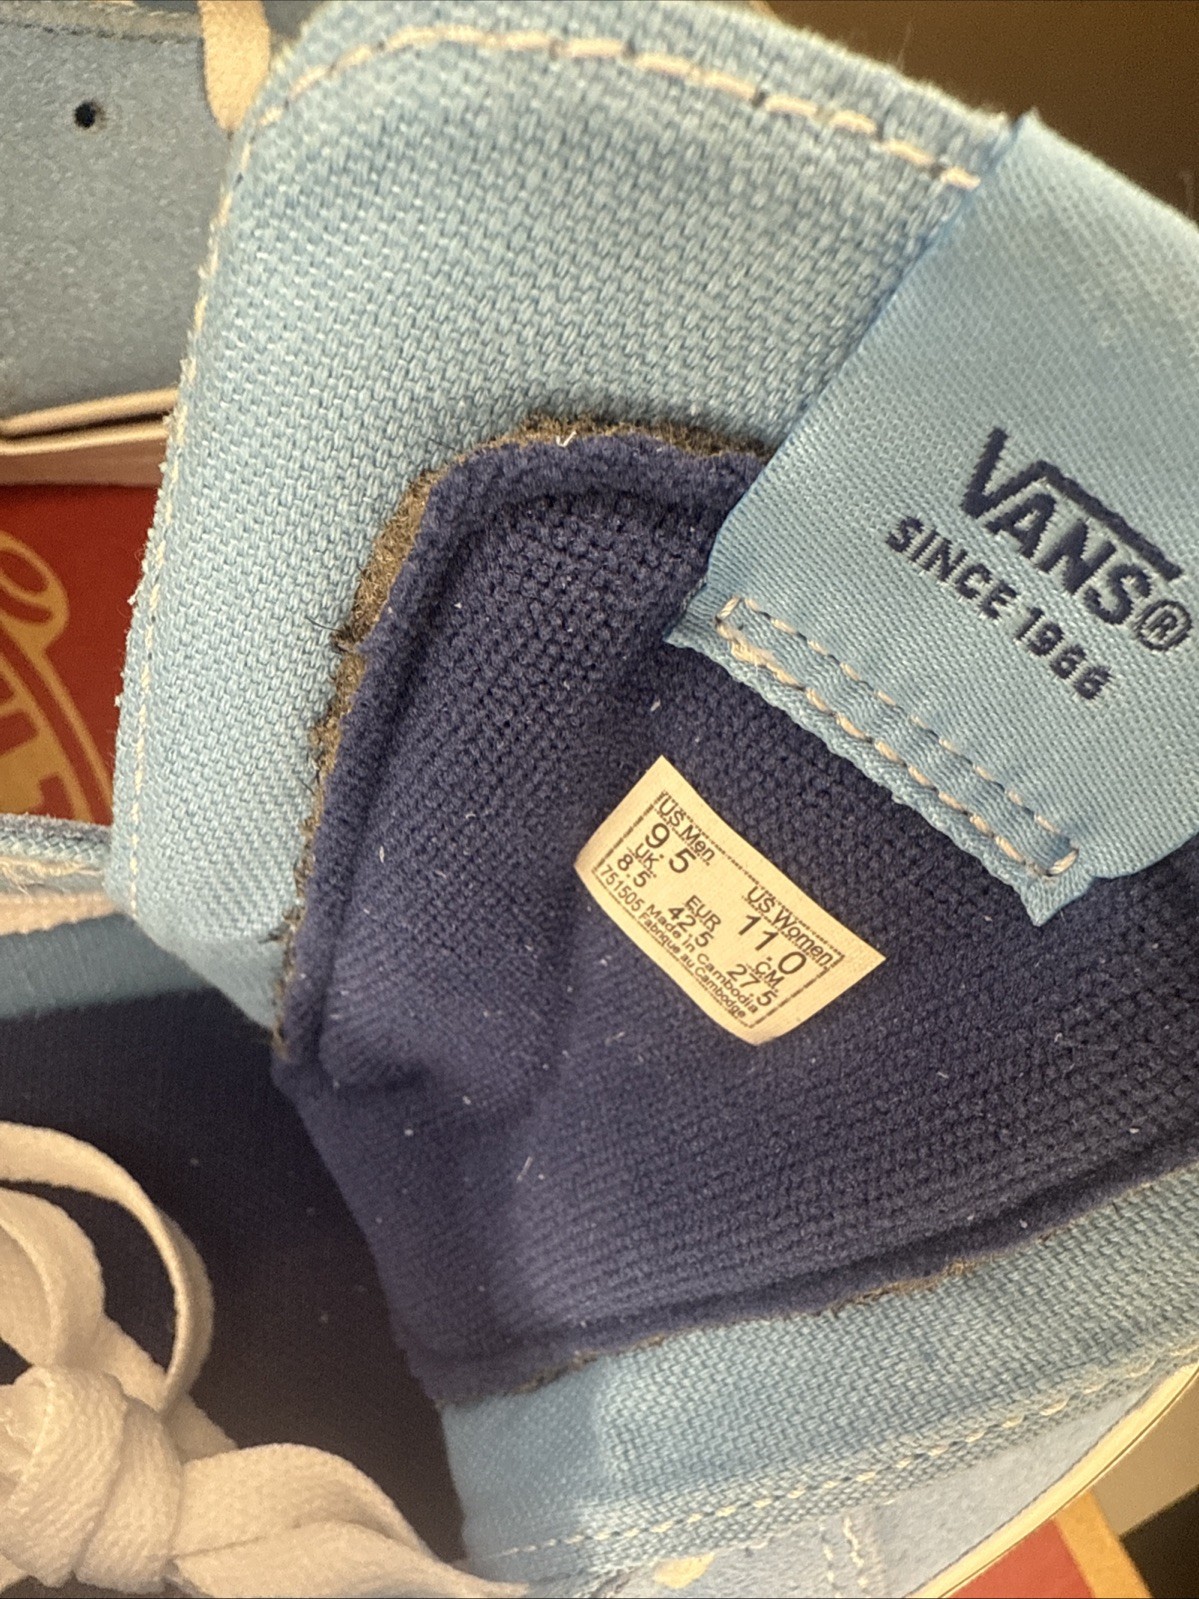 VANS®
SINCE 1966
US Men.
9 5
US Women.
11.0
UK.
8.5
EUR
42.5
CM.
27.5
751505 Made in Cambodia
Fabrique au Cambodge